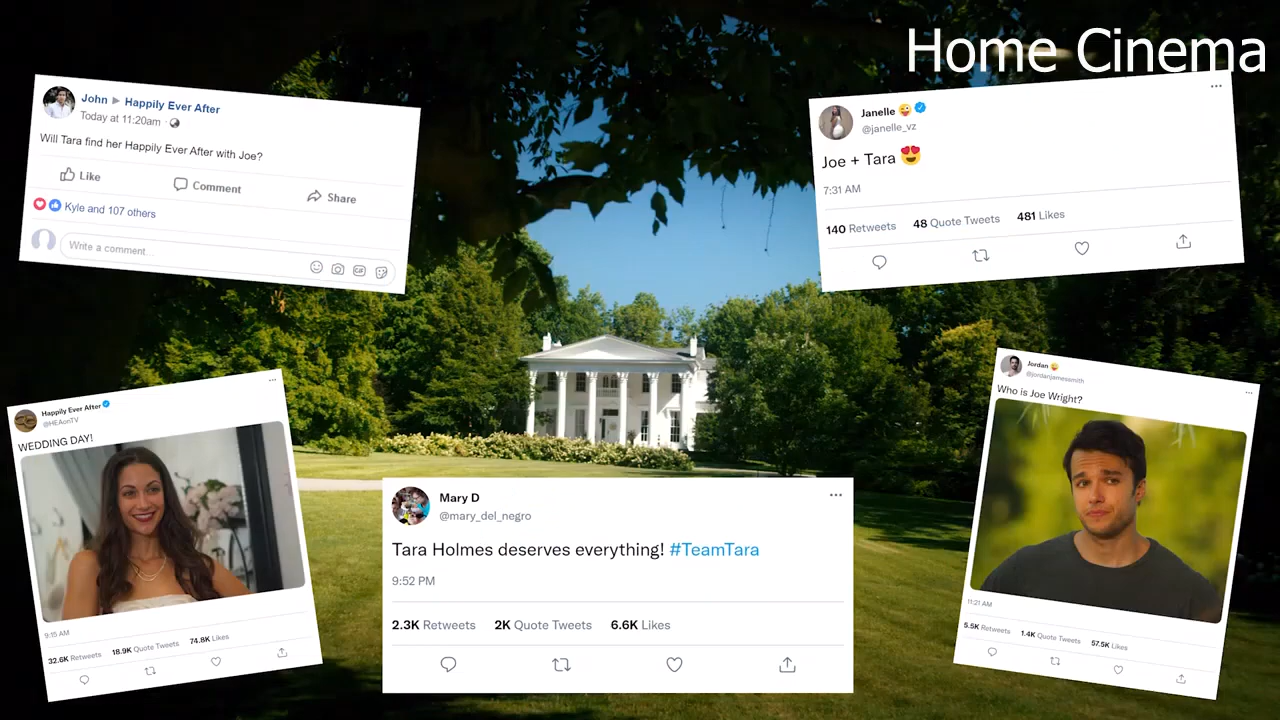 Home Cinema
John ▶ Happily Ever After
Today at 11:20am ·
Will Tara find her Happily Ever After with Joe?
Like Comment Share
Kyle and 107 others
Write a comment...
GIF
Janelle 😜
@janelle_vz
Joe + Tara 😍
7:31 AM
140 Retweets 48 Quote Tweets 481 Likes
Happily Ever After
@HEAonTV
WEDDING DAY!
9:15 AM
32.6K Retweets 18.9K Quote Tweets 74.8K Likes
Mary D
@mary_del_negro
Tara Holmes deserves everything! #TeamTara
9:52 PM
2.3K Retweets 2K Quote Tweets 6.6K Likes
Jordan 😜
@jordanjamessmith
Who is Joe Wright?
11:21 AM
5.5K Retweets 1.4K Quote Tweets 57.5K Likes